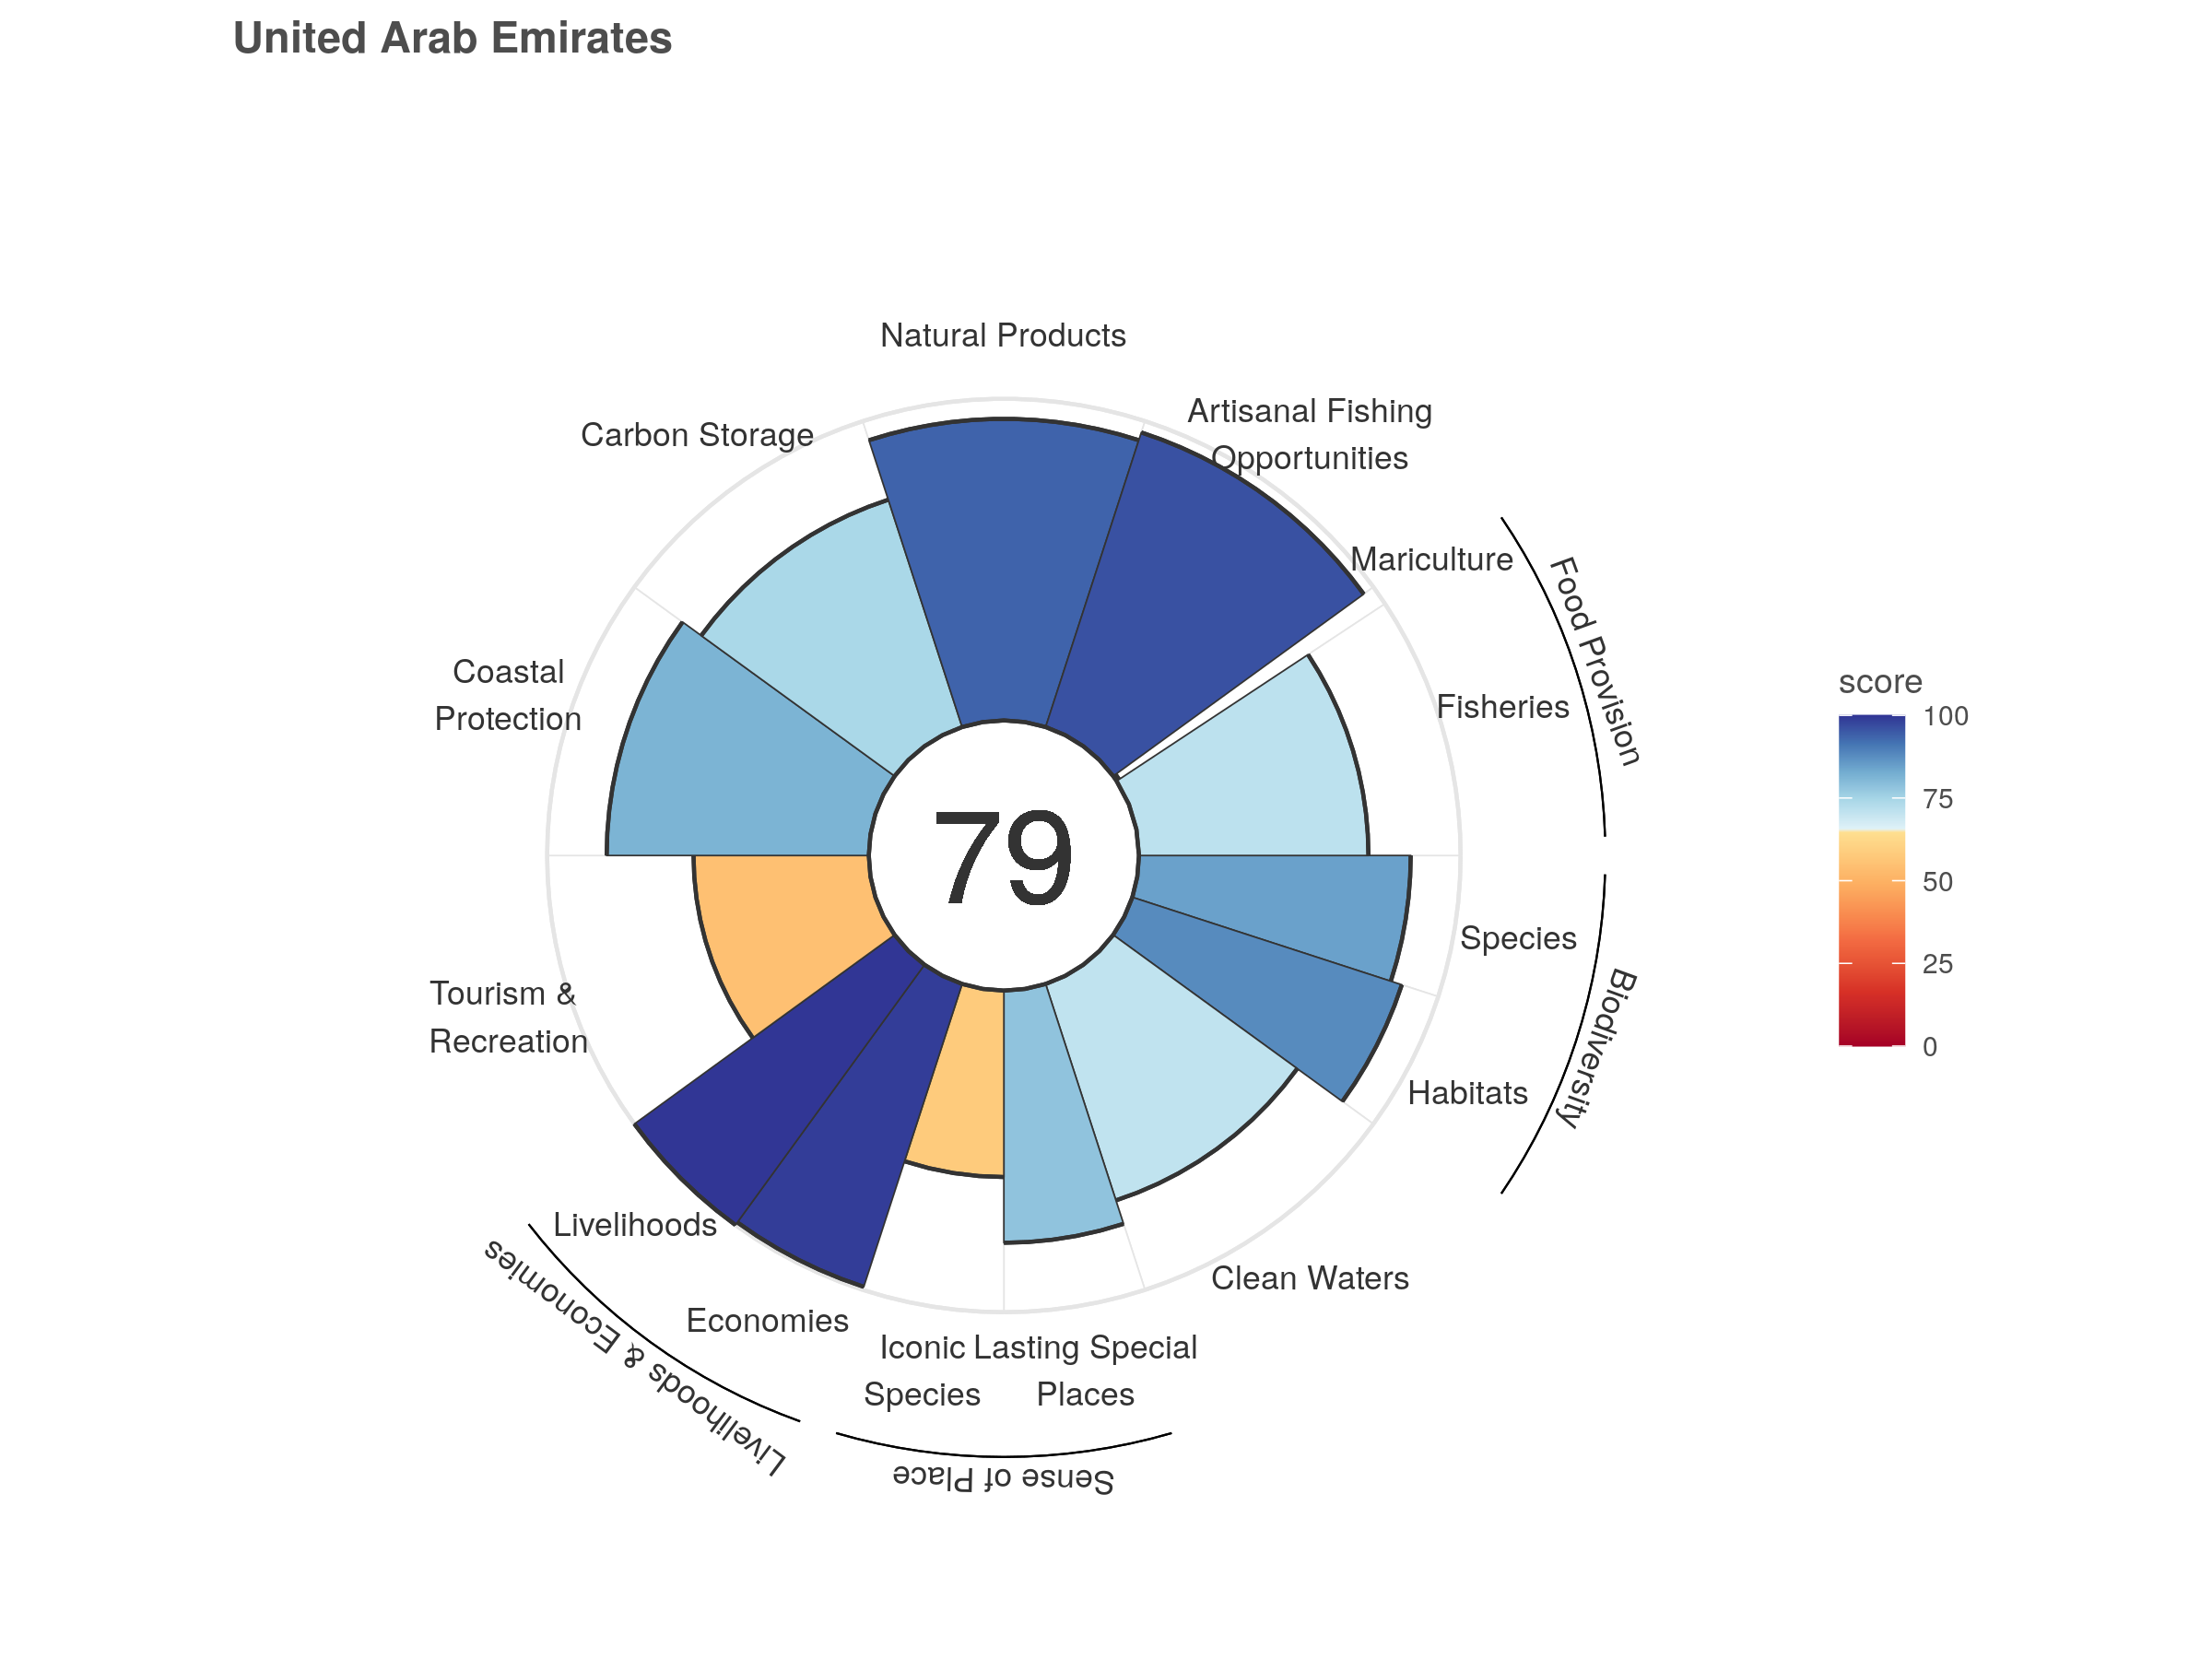 United Arab Emirates
Natural Products
Artisanal Fishing
Opportunities
Carbon Storage
Mariculture
Food Provision
Coastal
Protection
Fisheries
score
100
75
50
25
0
79
Species
Biodiversity
Tourism &
Recreation
Habitats
Livelihoods
Clean Waters
Economies
Livelihoods & Economies
Iconic
Species
Lasting Special
Places
Sense of Place